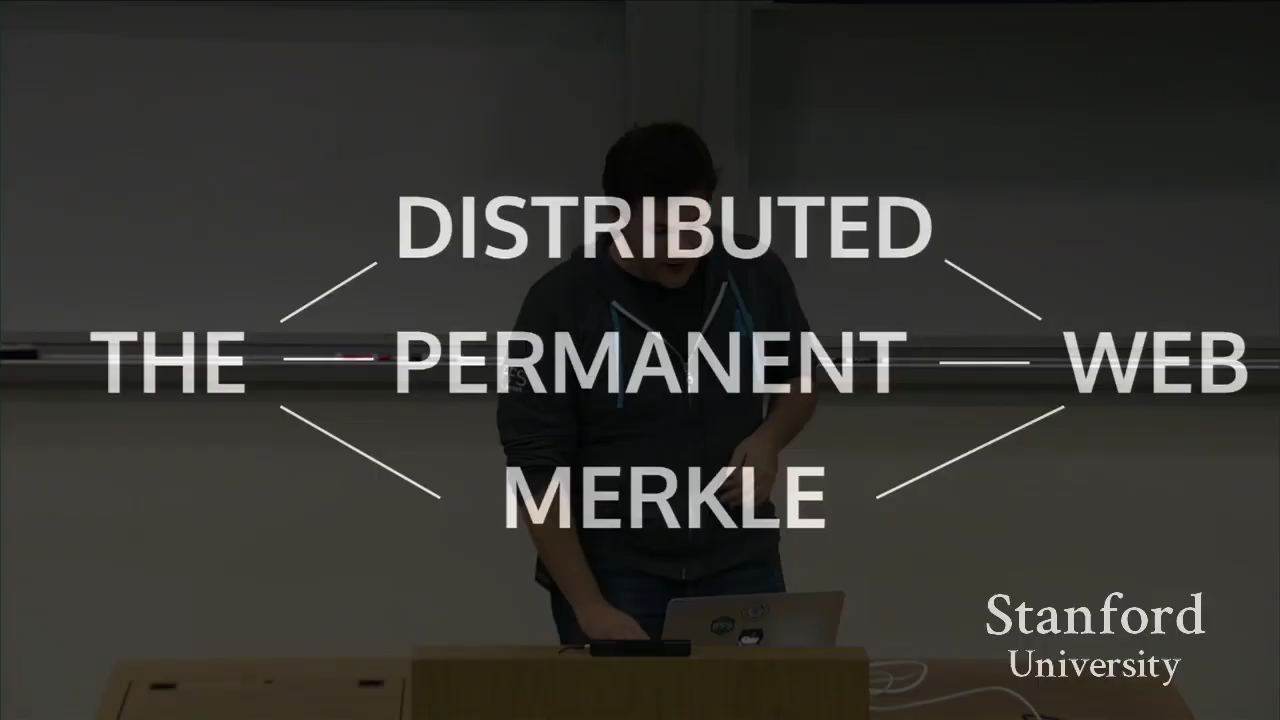 DISTRIBUTED
THE PERMANENT WEB
MERKLE
Stanford
University